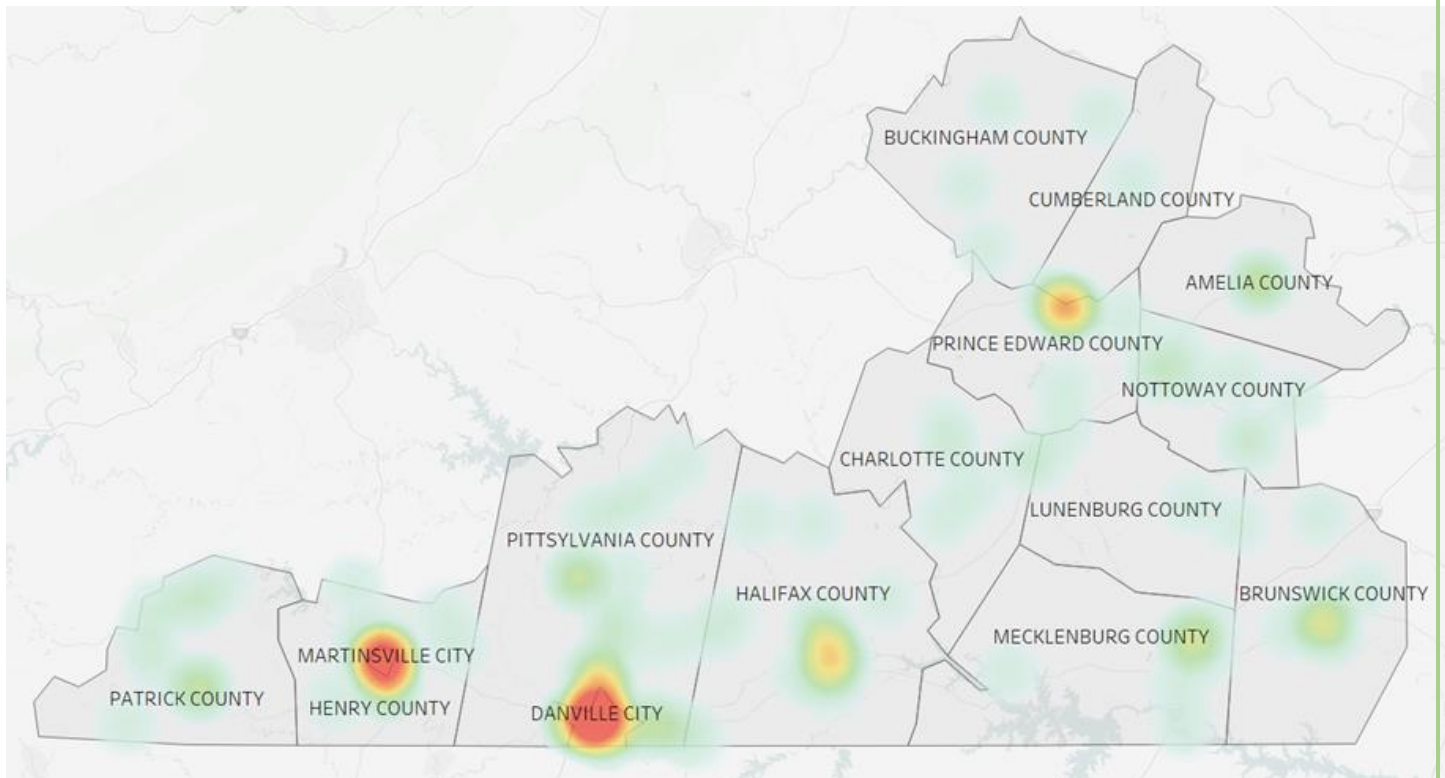 BUCKINGHAM COUNTY
CUMBERLAND COUNTY
AMELIA COUNTY
PRINCE EDWARD COUNTY
NOTTOWAY COUNTY
CHARLOTTE COUNTY
LUNENBURG COUNTY
PITTSYLVANIA COUNTY
HALIFAX COUNTY
BRUNSWICK COUNTY
MECKLENBURG COUNTY
MARTINSVILLE CITY
PATRICK COUNTY
HENRY COUNTY
DANVILLE CITY